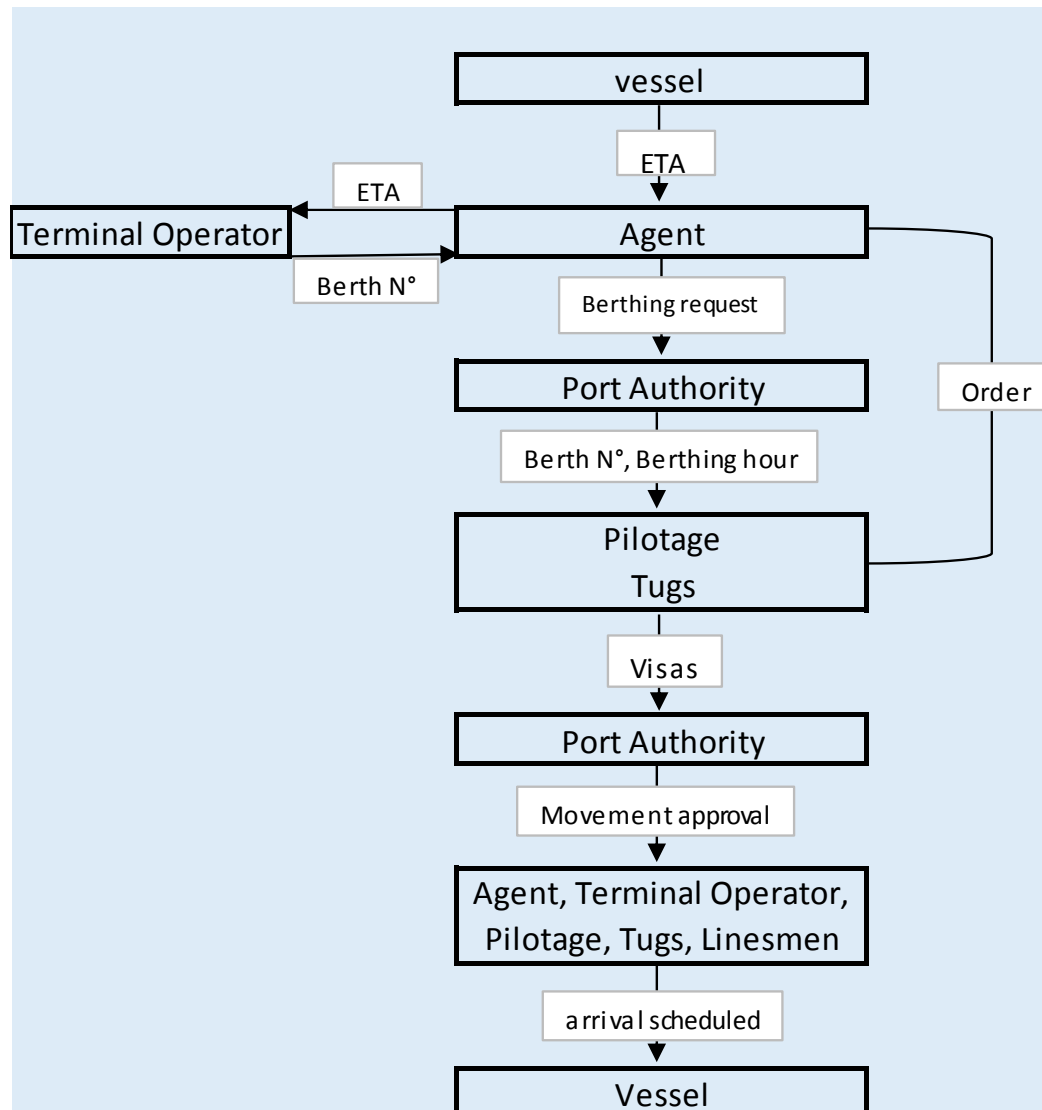 vessel
ETA
ETA
Terminal Operator
Agent
Berth N°
Berthing request
Port Authority
Order
Berth N°, Berthing hour
Pilotage
Tugs
Visas
Port Authority
Movement approval
Agent, Terminal Operator,
Pilotage, Tugs, Linesmen
arrival scheduled
Vessel